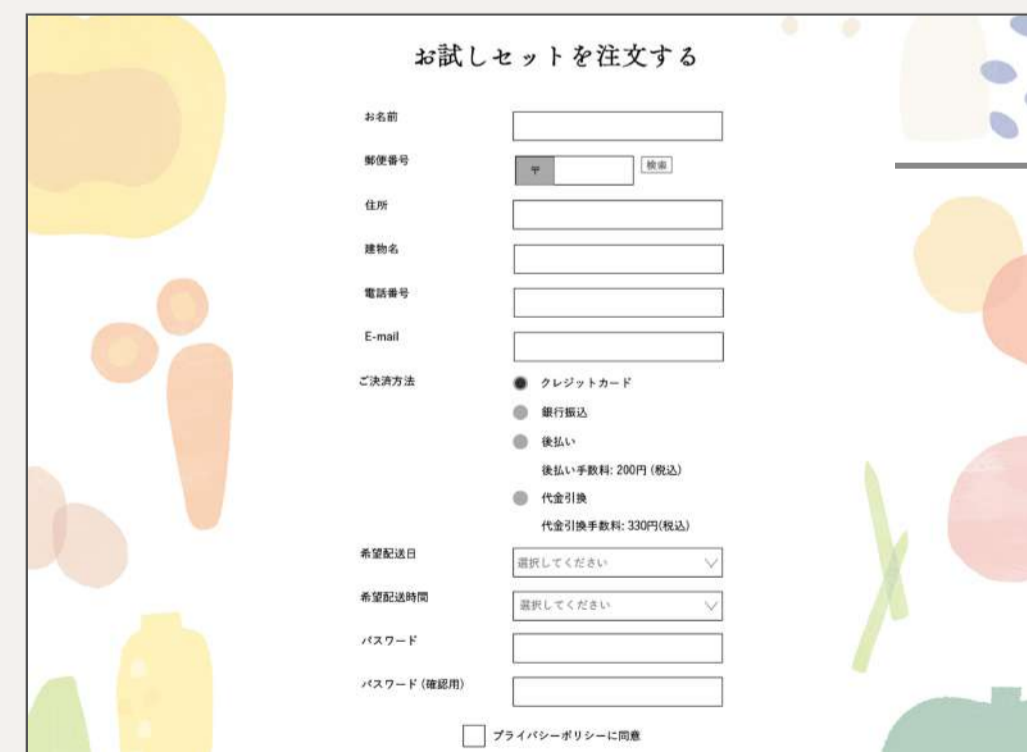 お試しセットを注文する
お名前
郵便番号
〒
検索
住所
建物名
電話番号
E-mail
ご決済方法
クレジットカード
銀行振込
後払い
後払い手数料: 200円 (税込)
代金引換
代金引換手数料: 330円(税込)
希望配送日
選択してください
希望配送時間
選択してください
パスワード
パスワード (確認用)
プライバシーポリシーに同意